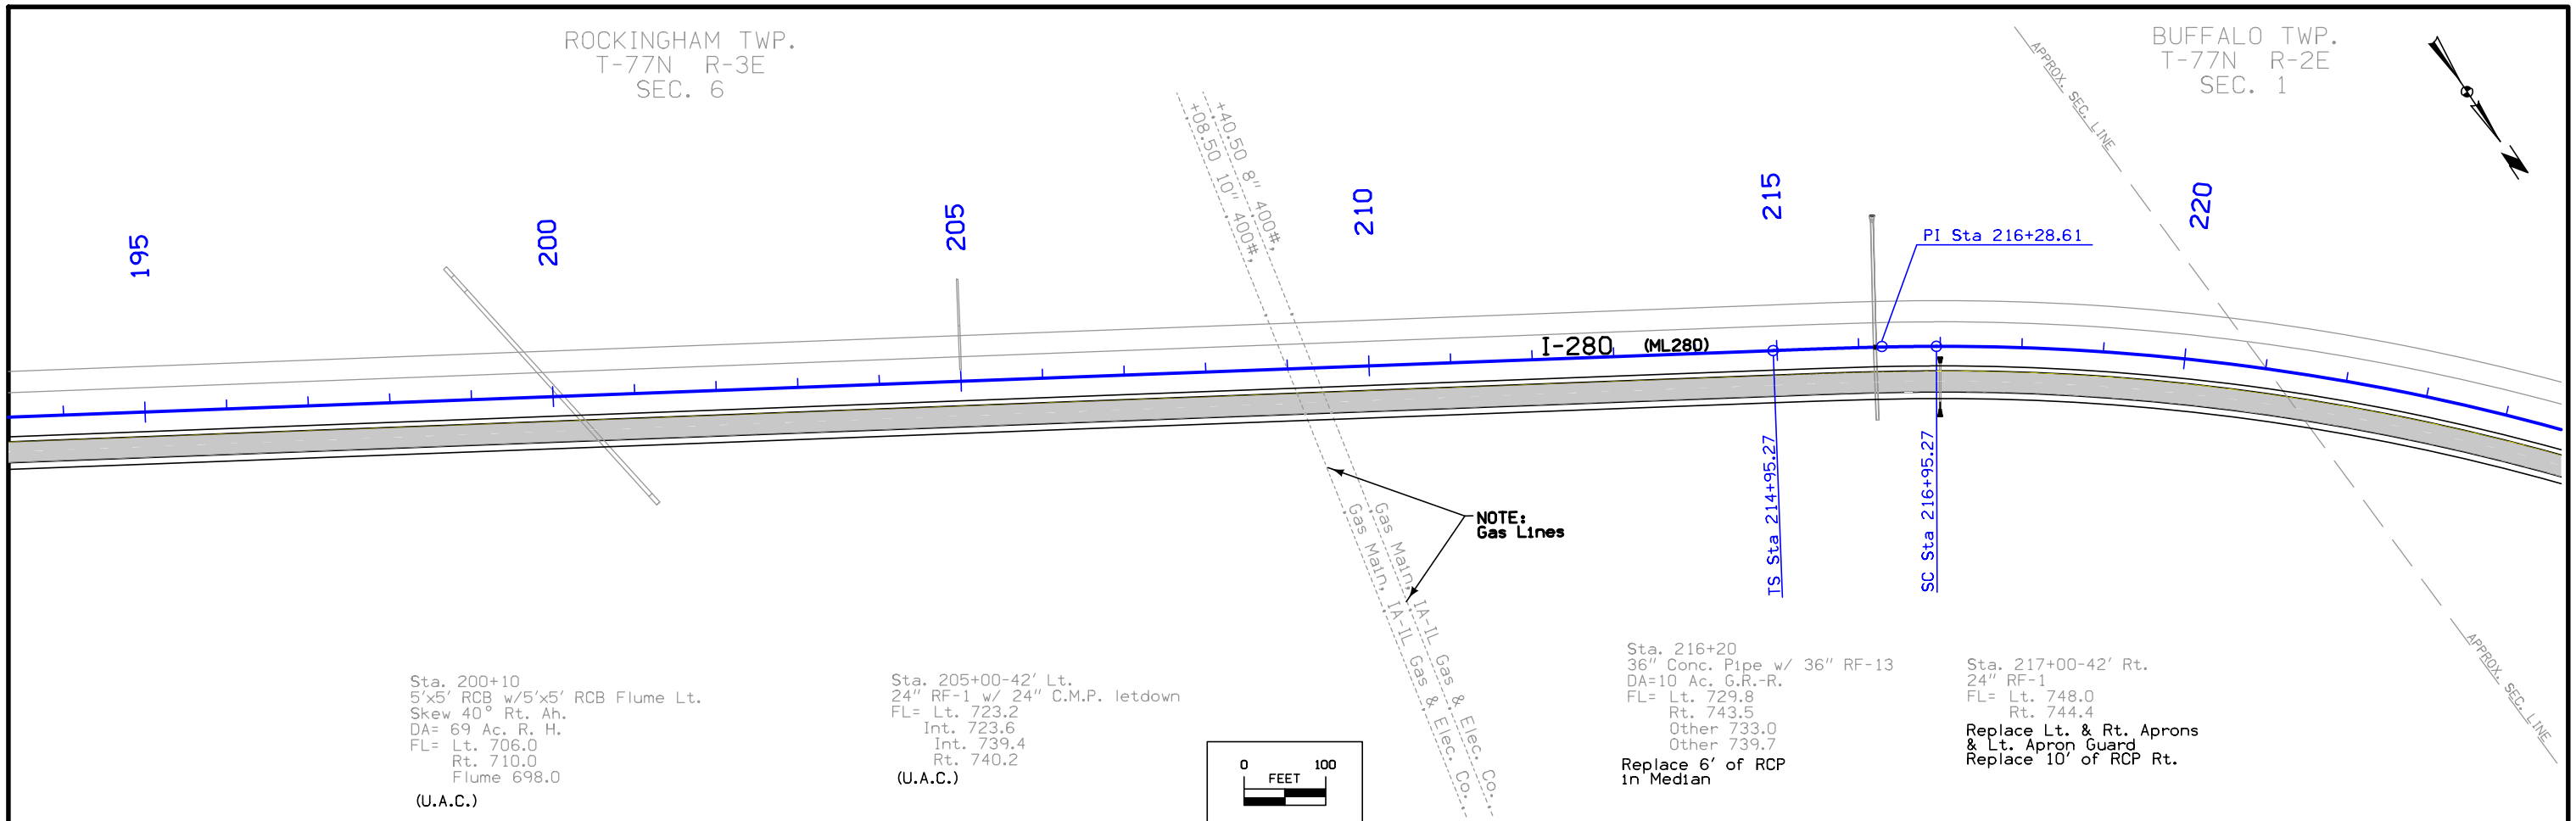 ROCKINGHAM TWP.
T-77N R-3E
SEC. 6
BUFFALO TWP.
T-77N R-2E
SEC. 1
APPROX. SEC. LINE
+40.50 8" 400#,
+08.50 10" 400#,
195
200
205
210
215
220
PI Sta 216+28.61
I-280 (ML280)
TS Sta 214+95.27
SC Sta 216+95.27
NOTE:
Gas Lines
Gas Main, IA-IL Gas & Elec. Co.
Gas Main, IA-IL Gas & Elec. Co.
APPROX. SEC. LINE
Sta. 200+10
5'x5' RCB w/5'x5' RCB Flume Lt.
Skew 40° Rt. Ah.
DA= 69 Ac. R. H.
FL= Lt. 706.0
Rt. 710.0
Flume 698.0
(U.A.C.)
Sta. 205+00-42' Lt.
24" RF-1 w/ 24" C.M.P. letdown
FL= Lt. 723.2
Int. 723.6
Int. 739.4
Rt. 740.2
(U.A.C.)
0 100
FEET
Sta. 216+20
36" Conc. Pipe w/ 36" RF-13
DA=10 Ac. G.R.-R.
FL= Lt. 729.8
Rt. 743.5
Other 733.0
Other 739.7
Replace 6' of RCP
in Median
Sta. 217+00-42' Rt.
24" RF-1
FL= Lt. 748.0
Rt. 744.4
Replace Lt. & Rt. Aprons
& Lt. Apron Guard
Replace 10' of RCP Rt.